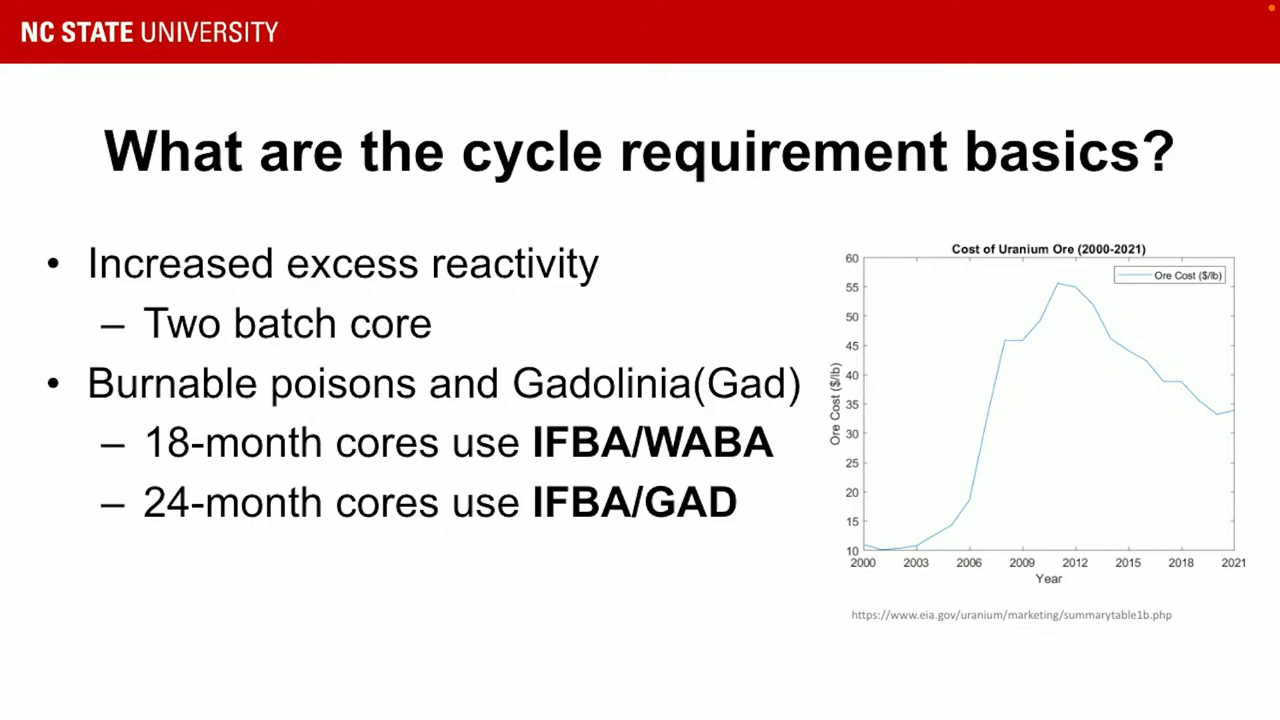 NC STATE UNIVERSITY
What are the cycle requirement basics?
• Increased excess reactivity
– Two batch core
• Burnable poisons and Gadolinia(Gad)
– 18-month cores use IFBA/WABA
– 24-month cores use IFBA/GAD
Cost of Uranium Ore (2000-2021)
Ore Cost ($/lb)
60
55
50
45
40
35
30
25
20
15
10
Ore Cost ($/lb)
2000 2003 2006 2009 2012 2015 2018 2021
Year
https://www.eia.gov/uranium/marketing/summarytable1b.php